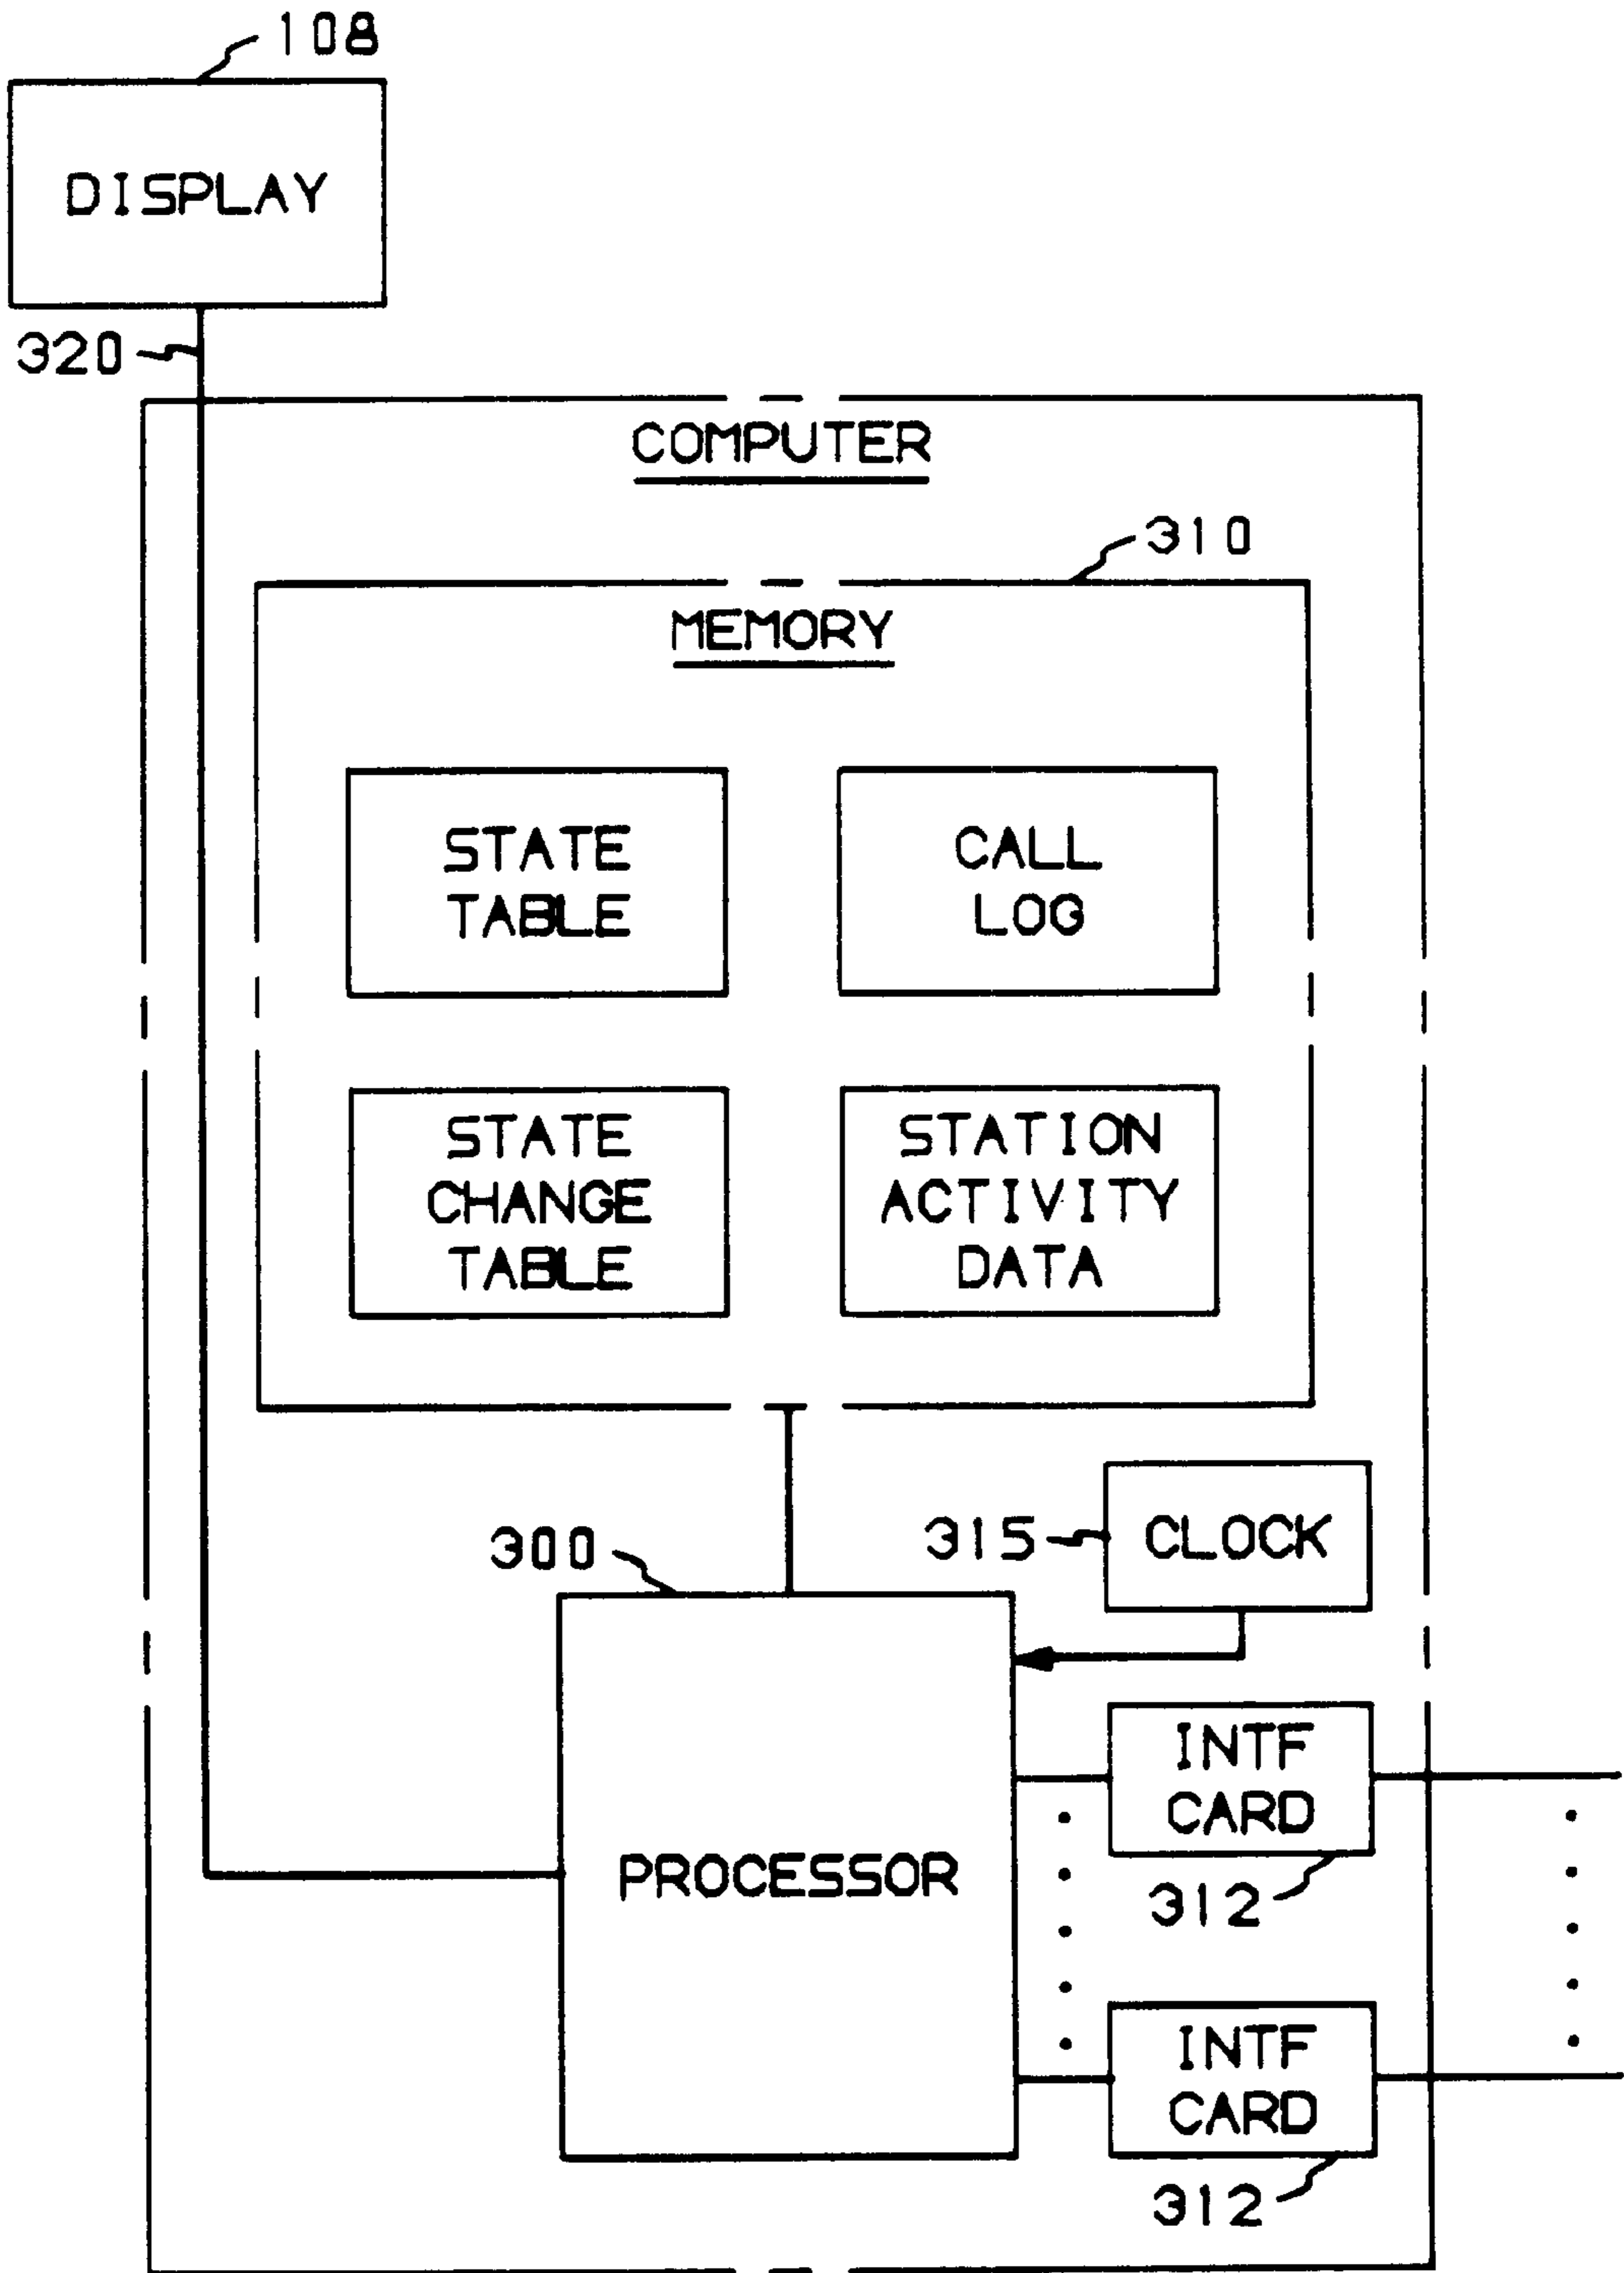 108
DISPLAY
320
COMPUTER
310
MEMORY
STATE
TABLE
CALL
LOG
STATE
CHANGE
TABLE
STATION
ACTIVITY
DATA
300
315
CLOCK
PROCESSOR
INTF
CARD
312
INTF
CARD
312